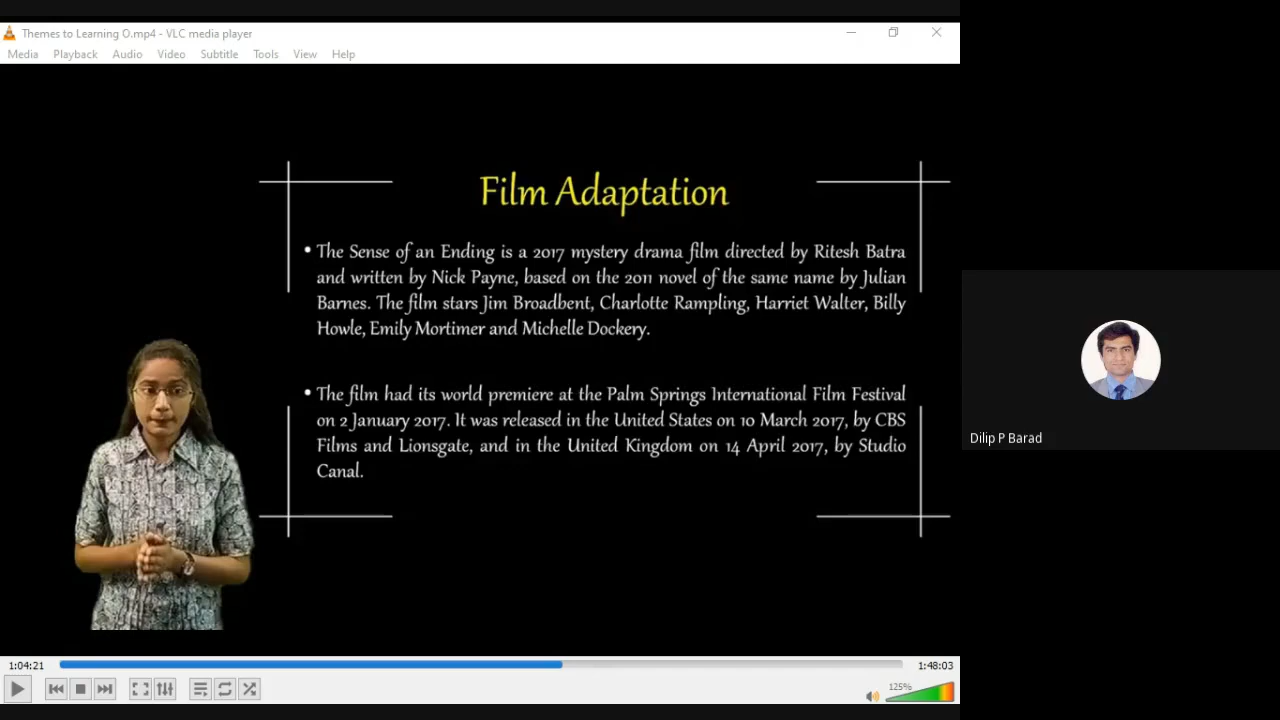 Themes to Learning O.mp4 - VLC media player
Media Playback Audio Video Subtitle Tools View Help
Film Adaptation
• The Sense of an Ending is a 2017 mystery drama film directed by Ritesh Batra
and written by Nick Payne, based on the 2011 novel of the same name by Julian
Barnes. The film stars Jim Broadbent, Charlotte Rampling, Harriet Walter, Billy
Howle, Emily Mortimer and Michelle Dockery.
• The film had its world premiere at the Palm Springs International Film Festival
on 2 January 2017. It was released in the United States on 10 March 2017, by CBS
Films and Lionsgate, and in the United Kingdom on 14 April 2017, by Studio
Canal.
Dilip P Barad
1:04:21
1:48:03
125%